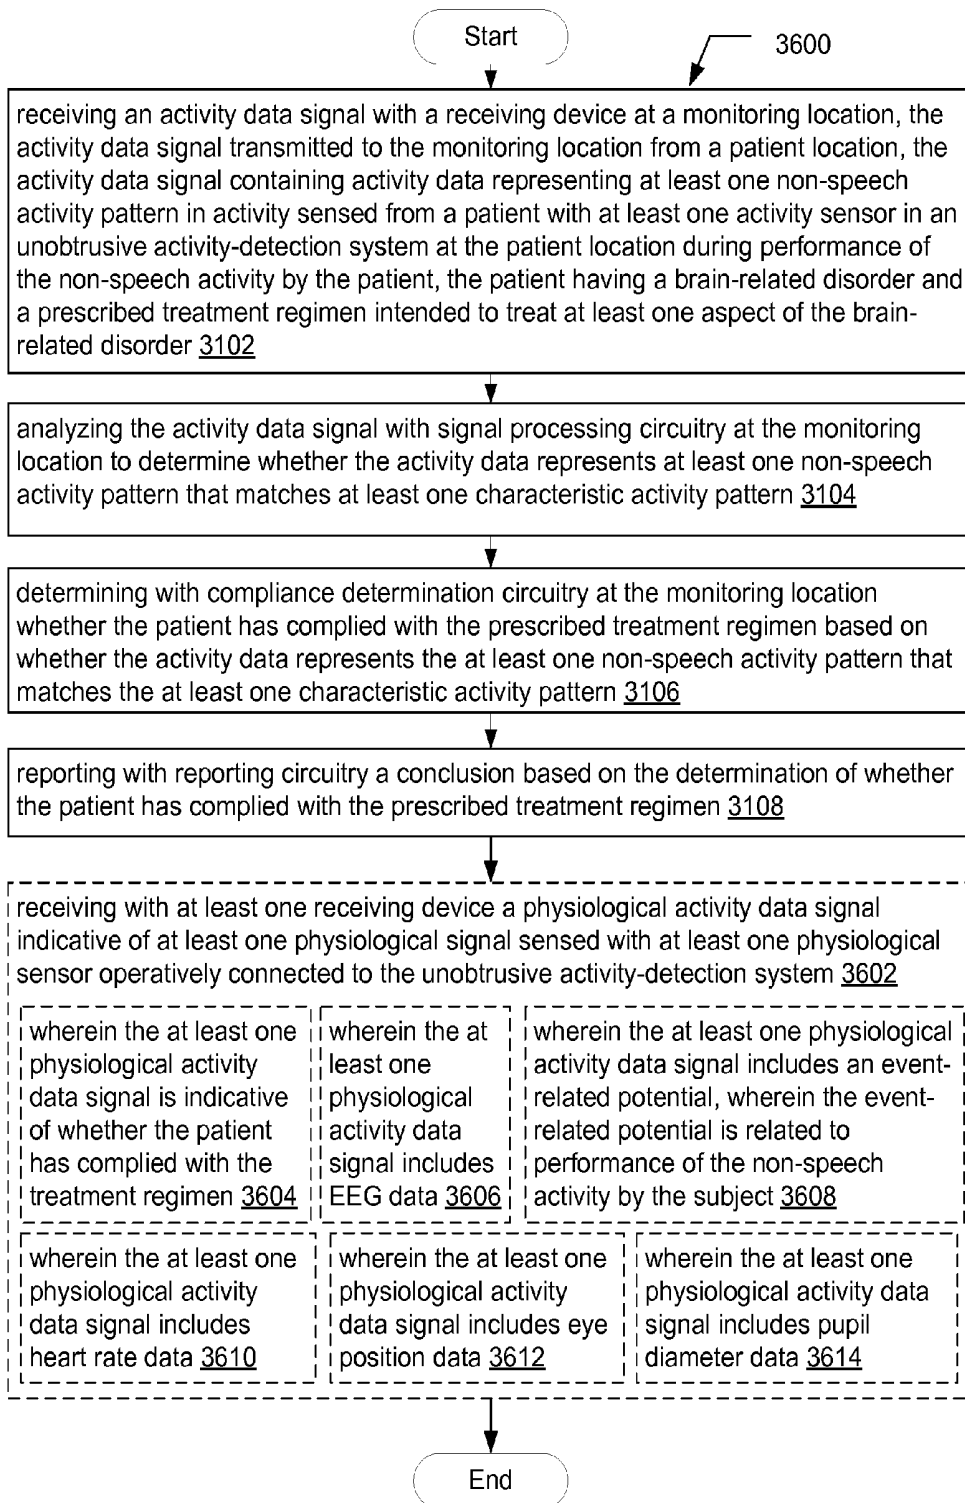 Start
3600
receiving an activity data signal with a receiving device at a monitoring location, the
activity data signal transmitted to the monitoring location from a patient location, the
activity data signal containing activity data representing at least one non-speech
activity pattern in activity sensed from a patient with at least one activity sensor in an
unobtrusive activity-detection system at the patient location during performance of
the non-speech activity by the patient, the patient having a brain-related disorder and
a prescribed treatment regimen intended to treat at least one aspect of the brain-
related disorder 3102
analyzing the activity data signal with signal processing circuitry at the monitoring
location to determine whether the activity data represents at least one non-speech
activity pattern that matches at least one characteristic activity pattern 3104
determining with compliance determination circuitry at the monitoring location
whether the patient has complied with the prescribed treatment regimen based on
whether the activity data represents the at least one non-speech activity pattern that
matches the at least one characteristic activity pattern 3106
reporting with reporting circuitry a conclusion based on the determination of whether
the patient has complied with the prescribed treatment regimen 3108
receiving with at least one receiving device a physiological activity data signal
indicative of at least one physiological signal sensed with at least one physiological
sensor operatively connected to the unobtrusive activity-detection system 3602
wherein the at least one
physiological activity
data signal is indicative
of whether the patient
has complied with the
treatment regimen 3604
wherein the at
least one
physiological
activity data
signal includes
EEG data 3606
wherein the at least one physiological
activity data signal includes an event-
related potential, wherein the event-
related potential is related to
performance of the non-speech
activity by the subject 3608
wherein the at least one
physiological activity
data signal includes
heart rate data 3610
wherein the at least one
physiological activity
data signal includes eye
position data 3612
wherein the at least one
physiological activity data
signal includes pupil
diameter data 3614
End